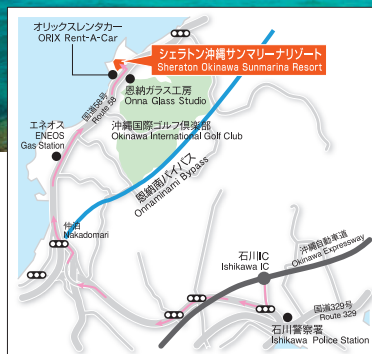 オリックスレンタカー
ORIX Rent-A-Car
シェラトン沖縄サンマリーナリゾート
Sheraton Okinawa Sunmarina Resort
恩納ガラス工房
Onna Glass Studio
国道58号
Route 58
沖縄国際ゴルフ倶楽部
Okinawa International Golf Club
エネオス
ENEOS
Gas Station
恩納南バイパス
Onnaminami Bypass
仲泊
Nakadomari
石川IC
Ishikawa IC
沖縄自動車道
Okinawa Expressway
国道329号
Route 329
石川警察署
Ishikawa Police Station